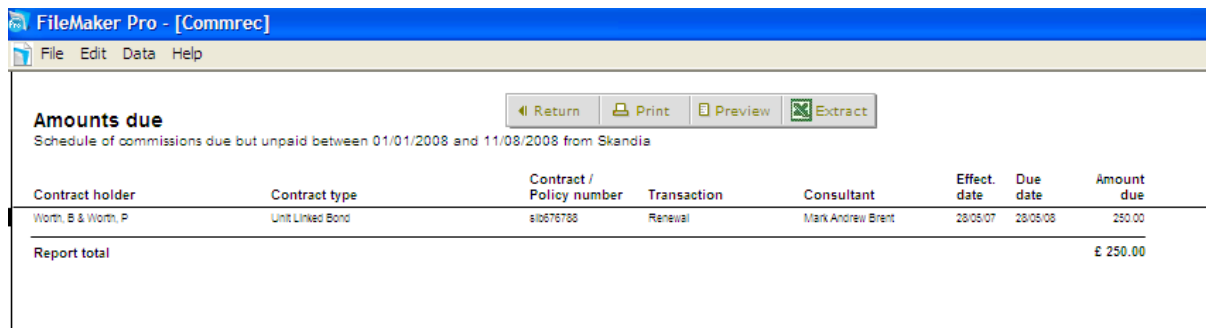 FileMaker Pro - [Commrec]
File Edit Data Help
Return Print Preview Extract
Amounts due
Schedule of commissions due but unpaid between 01/01/2008 and 11/08/2008 from Skandia
Contract holder Contract type Contract / Policy number Transaction Consultant Effect. date Due date Amount due
Worth, B & Worth, P Unit Linked Bond slb676788 Renewal Mark Andrew Brent 28/05/07 28/05/08 250.00
Report total £ 250.00